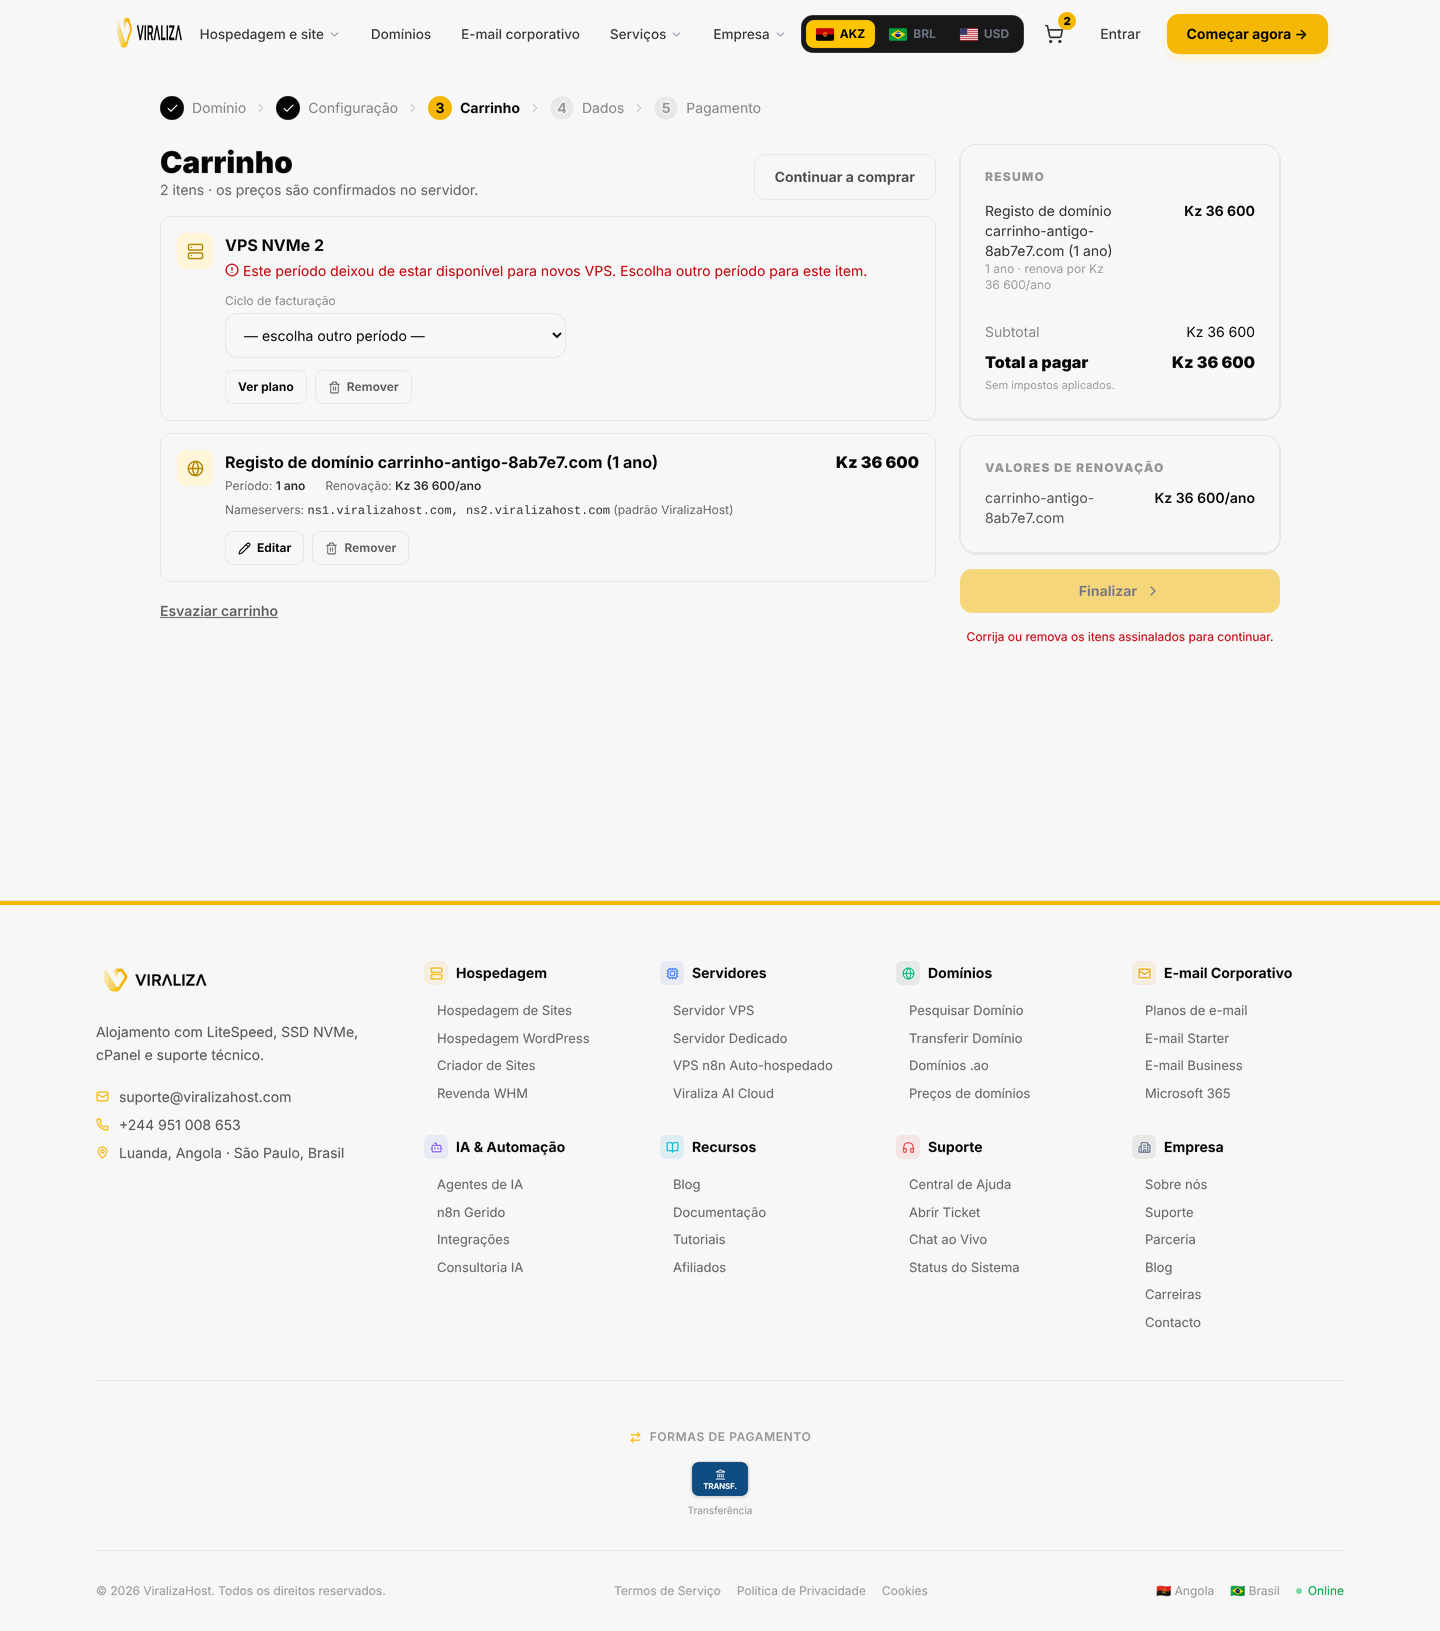 VIRALIZA
Hospedagem e site
Domínios
E-mail corporativo
Serviços
Empresa
AKZ
BRL
USD
2
Entrar
Começar agora →
Domínio
Configuração
3 Carrinho
4 Dados
5 Pagamento
Carrinho
2 itens · os preços são confirmados no servidor.
Continuar a comprar
VPS NVMe 2
Este período deixou de estar disponível para novos VPS. Escolha outro período para este item.
Ciclo de facturação
— escolha outro período —
Ver plano
Remover
Registo de domínio carrinho-antigo-8ab7e7.com (1 ano)
Kz 36 600
Período: 1 ano
Renovação: Kz 36 600/ano
Nameservers: ns1.viralizahost.com, ns2.viralizahost.com (padrão ViralizaHost)
Editar
Remover
Esvaziar carrinho
RESUMO
Registo de domínio
carrinho-antigo-
8ab7e7.com (1 ano)
Kz 36 600
1 ano · renova por Kz
36 600/ano
Subtotal
Kz 36 600
Total a pagar
Kz 36 600
Sem impostos aplicados.
VALORES DE RENOVAÇÃO
carrinho-antigo-
8ab7e7.com
Kz 36 600/ano
Finalizar
Corrija ou remova os itens assinalados para continuar.
VIRALIZA
Alojamento com LiteSpeed, SSD NVMe,
cPanel e suporte técnico.
suporte@viralizahost.com
+244 951 008 653
Luanda, Angola · São Paulo, Brasil
Hospedagem
Hospedagem de Sites
Hospedagem WordPress
Criador de Sites
Revenda WHM
Servidores
Servidor VPS
Servidor Dedicado
VPS n8n Auto-hospedado
Viraliza AI Cloud
Domínios
Pesquisar Domínio
Transferir Domínio
Domínios .ao
Preços de domínios
E-mail Corporativo
Planos de e-mail
E-mail Starter
E-mail Business
Microsoft 365
IA & Automação
Agentes de IA
n8n Gerido
Integrações
Consultoria IA
Recursos
Blog
Documentação
Tutoriais
Afiliados
Suporte
Central de Ajuda
Abrir Ticket
Chat ao Vivo
Status do Sistema
Empresa
Sobre nós
Suporte
Parceria
Blog
Carreiras
Contacto
FORMAS DE PAGAMENTO
TRANSF.
Transferência
© 2026 ViralizaHost. Todos os direitos reservados.
Termos de Serviço
Política de Privacidade
Cookies
Angola
Brasil
Online